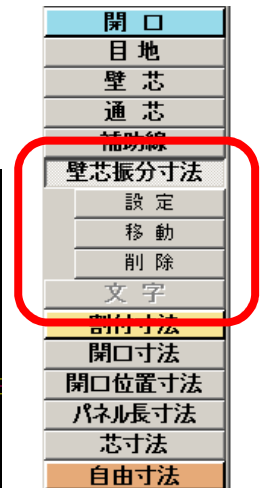 開 口
目 地
壁 芯
通 芯
補助線
壁芯振分寸法
設 定
移 動
削 除
文 字
割付寸法
開口寸法
開口位置寸法
パネル長寸法
芯寸法
自由寸法